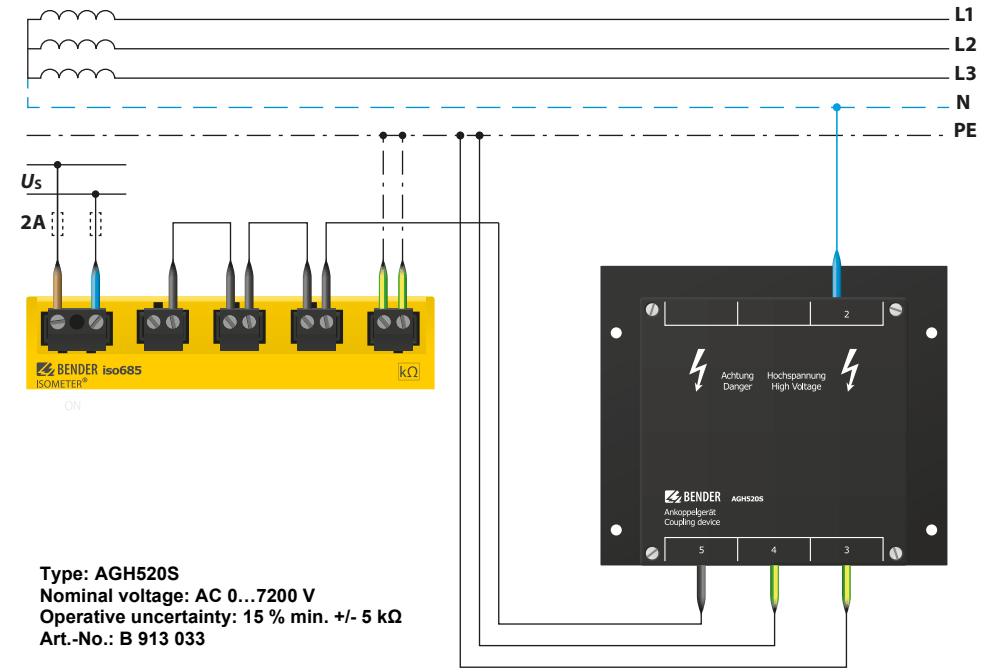 L1
L2
L3
N
PE
Us
2A
BENDER iso685
ISOMETER®
kΩ
ON
2
Achtung Hochspannung
Danger High Voltage
BENDER AGH520S
Ankoppelgerät
Coupling device
5 4 3
Type: AGH520S
Nominal voltage: AC 0…7200 V
Operative uncertainty: 15 % min. +/- 5 kΩ
Art.-No.: B 913 033